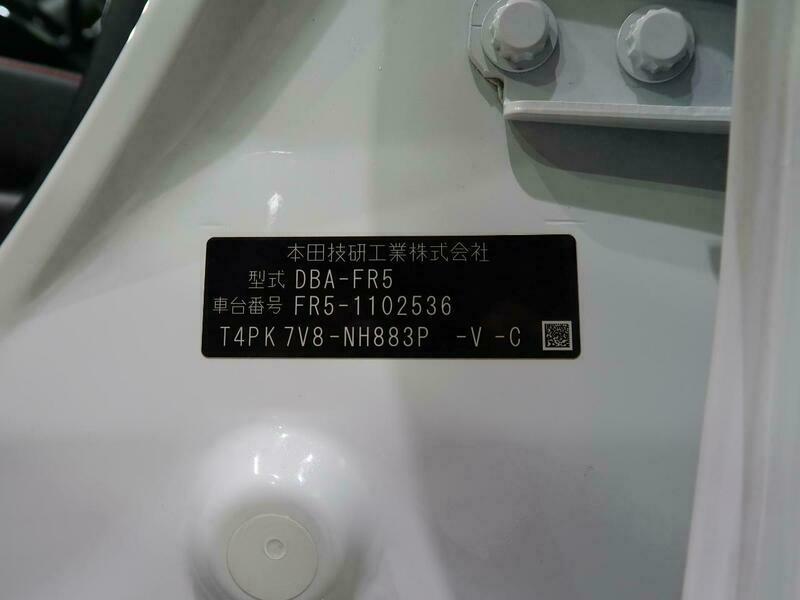 本田技研工業株式会社
型式 DBA-FR5
車台番号 FR5-1102536
T4PK 7V8-NH883P -V -C